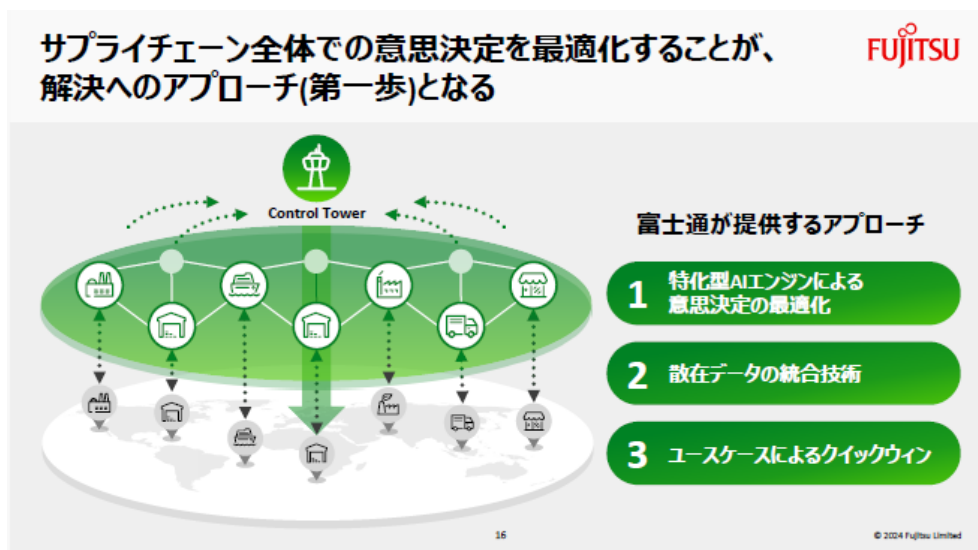 サプライチェーン全体での意思決定を最適化することが、
解決へのアプローチ(第一歩)となる
FUJITSU
Control Tower
富士通が提供するアプローチ
1 特化型AIエンジンによる
意思決定の最適化
2 散在データの統合技術
3 ユースケースによるクイックウィン
16
© 2024 Fujitsu Limited